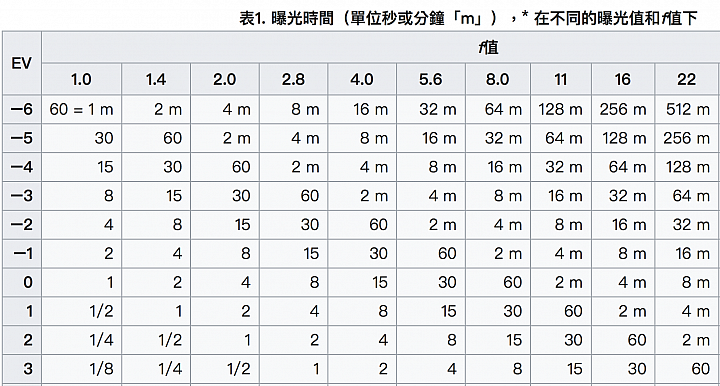 表1. 曝光時間（單位秒或分鐘「m」），* 在不同的曝光值和f值下
EV f值
1.0 1.4 2.0 2.8 4.0 5.6 8.0 11 16 22
−6 60 = 1 m 2 m 4 m 8 m 16 m 32 m 64 m 128 m 256 m 512 m
−5 30 60 2 m 4 m 8 m 16 m 32 m 64 m 128 m 256 m
−4 15 30 60 2 m 4 m 8 m 16 m 32 m 64 m 128 m
−3 8 15 30 60 2 m 4 m 8 m 16 m 32 m 64 m
−2 4 8 15 30 60 2 m 4 m 8 m 16 m 32 m
−1 2 4 8 15 30 60 2 m 4 m 8 m 16 m
0 1 2 4 8 15 30 60 2 m 4 m 8 m
1 1/2 1 2 4 8 15 30 60 2 m 4 m
2 1/4 1/2 1 2 4 8 15 30 60 2 m
3 1/8 1/4 1/2 1 2 4 8 15 30 60